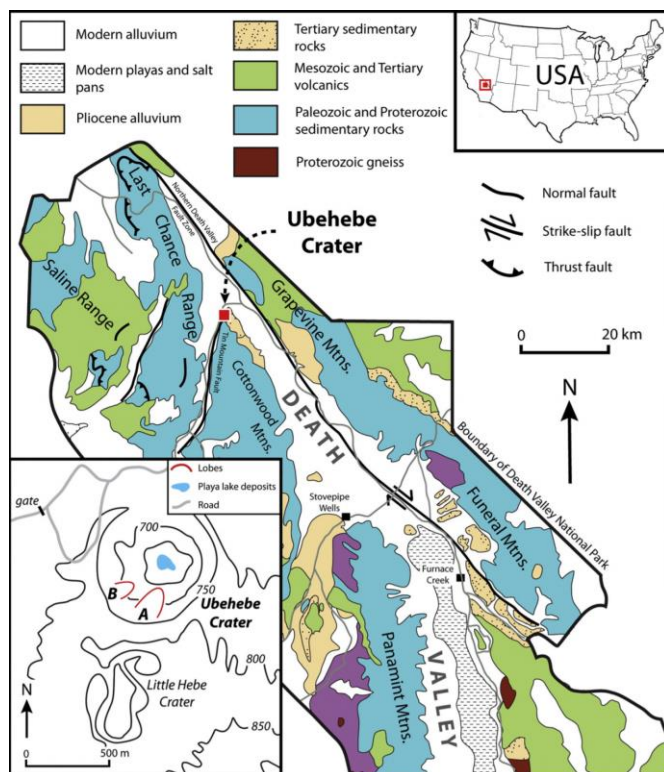 Modern alluvium
Modern playas and salt
pans
Pliocene alluvium
Tertiary sedimentary
rocks
Mesozoic and Tertiary
volcanics
Paleozoic and Proterozoic
sedimentary rocks
Proterozoic gneiss
USA
Normal fault
Strike-slip fault
Thrust fault
0
20 km
N
Ubehebe
Crater
Last
Chance
Range
Northern Death Valley
Fault Zone
Saline Range
Grapevine Mtns.
Tin Mountain Fault
Cottonwood
Mtns.
DEATH
VALLEY
Boundary of Death Valley National Park
Stovepipe
Wells
Funeral Mtns.
Furnace
Creek
Panamint Mtns.
Lobes
Playa lake deposits
Road
gate
700
750
B
A
Ubehebe
Crater
800
Little Hebe
Crater
850
N
0
500 m